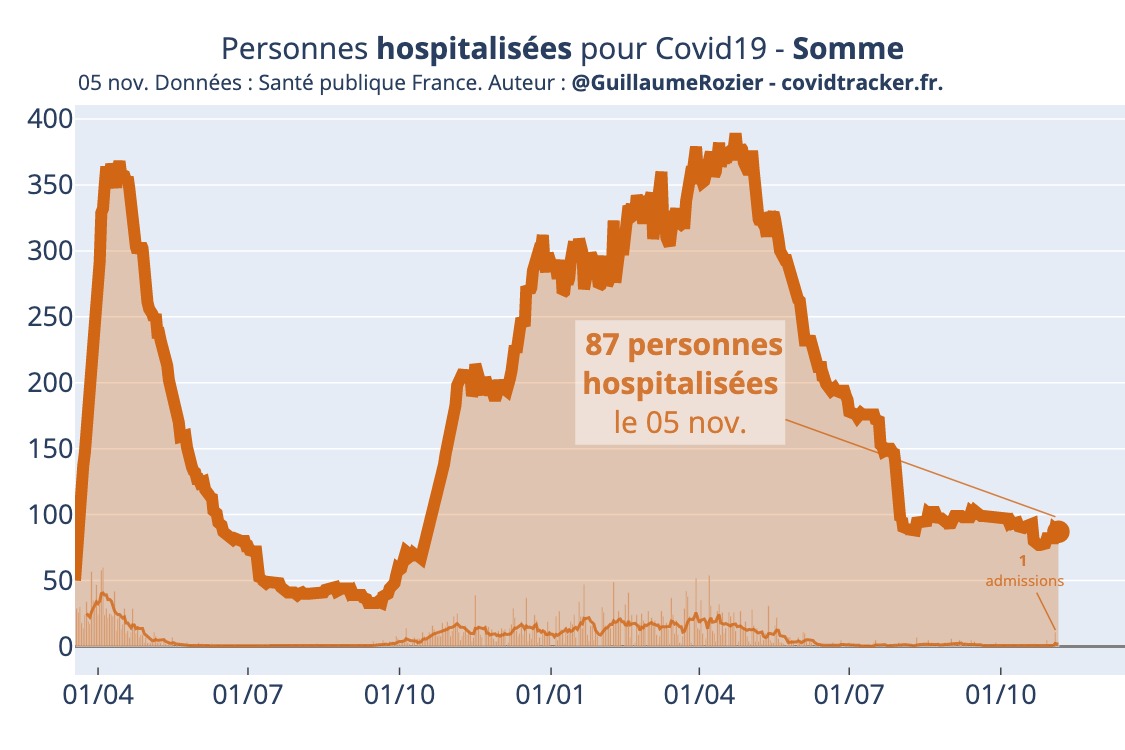 Personnes hospitalisées pour Covid19 - Somme
05 nov. Données : Santé publique France. Auteur : @GuillaumeRozier - covidtracker.fr.
400
350
300
250
200
150
100
50
0
87 personnes
hospitalisées
le 05 nov.
1
admissions
01/04
01/07
01/10
01/01
01/04
01/07
01/10